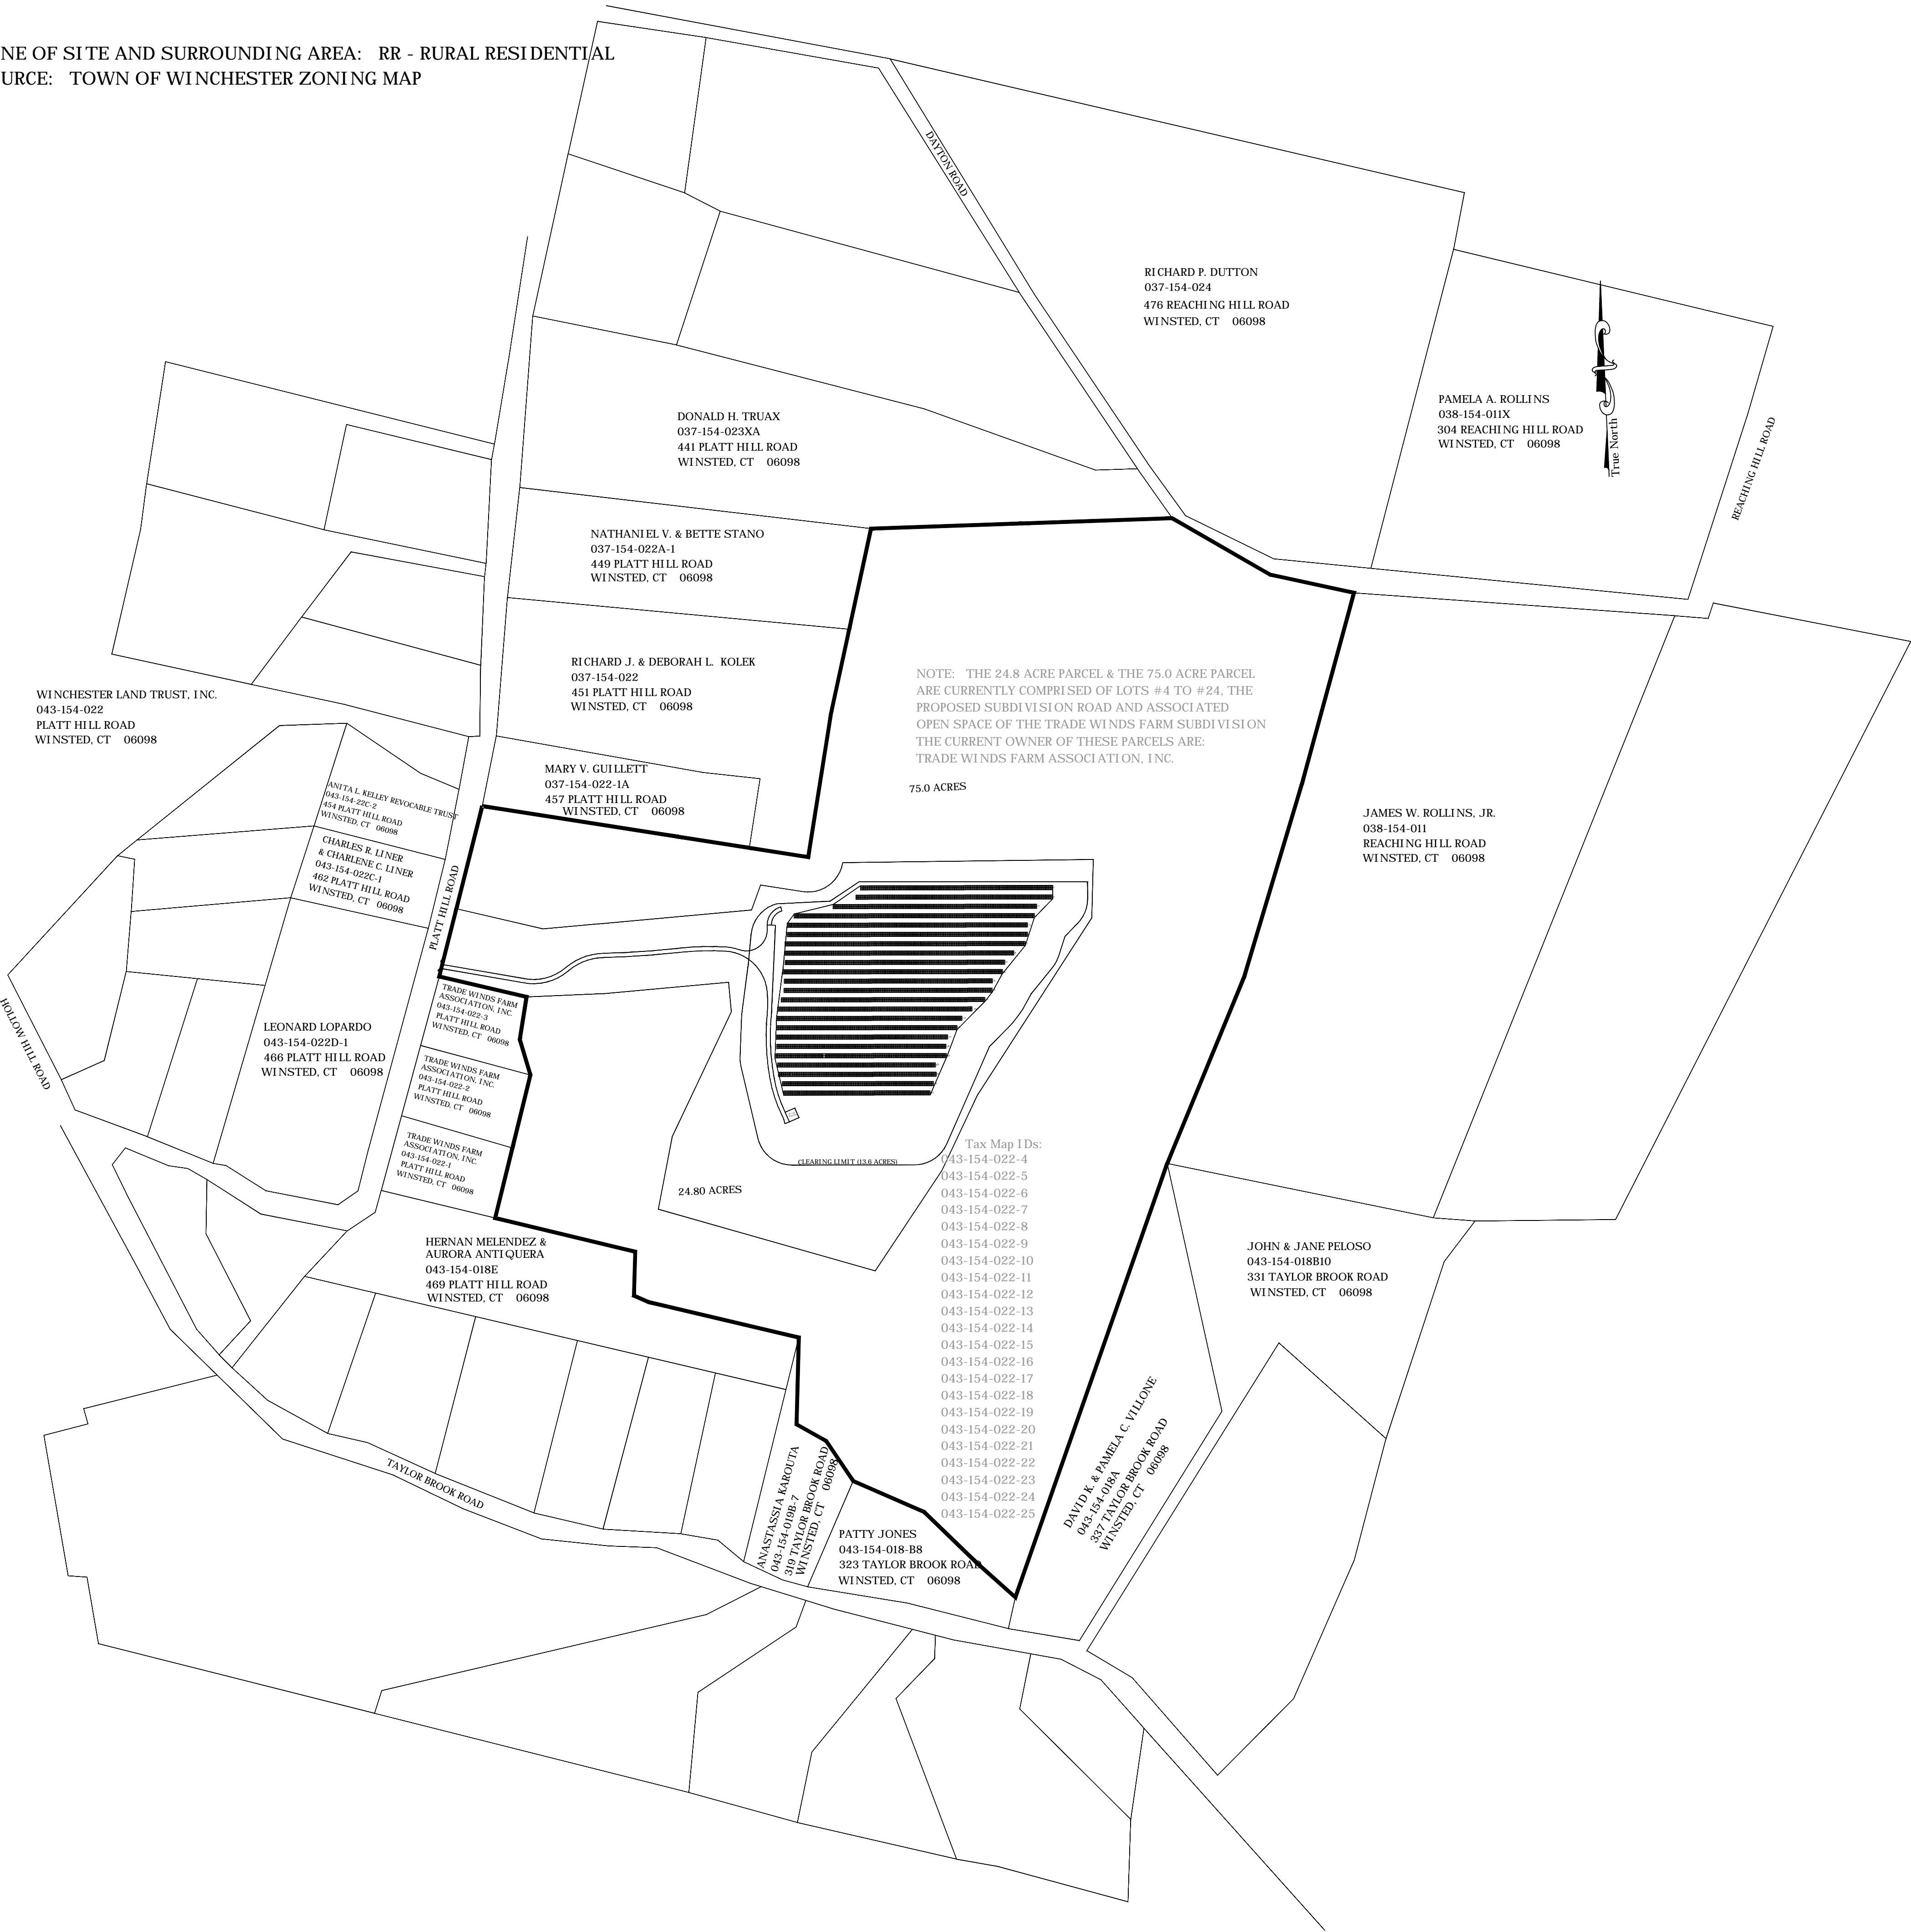 NE OF SITE AND SURROUNDING AREA: RR - RURAL RESIDENTIAL
URCE: TOWN OF WINCHESTER ZONING MAP
DAYTON ROAD
RICHARD P. DUTTON
037-154-024
476 REACHING HILL ROAD
WINSTED, CT 06098
PAMELA A. ROLLINS
038-154-011X
304 REACHING HILL ROAD
WINSTED, CT 06098
True North
REACHING HILL ROAD
DONALD H. TRUAX
037-154-023XA
441 PLATT HILL ROAD
WINSTED, CT 06098
NATHANIEL V. & BETTE STANO
037-154-022A-1
449 PLATT HILL ROAD
WINSTED, CT 06098
RICHARD J. & DEBORAH L. KOLEK
037-154-022
451 PLATT HILL ROAD
WINSTED, CT 06098
NOTE: THE 24.8 ACRE PARCEL & THE 75.0 ACRE PARCEL
ARE CURRENTLY COMPRISED OF LOTS #4 TO #24, THE
PROPOSED SUBDIVISION ROAD AND ASSOCIATED
OPEN SPACE OF THE TRADE WINDS FARM SUBDIVISION
THE CURRENT OWNER OF THESE PARCELS ARE:
TRADE WINDS FARM ASSOCIATION, INC.
75.0 ACRES
WINCHESTER LAND TRUST, INC.
043-154-022
PLATT HILL ROAD
WINSTED, CT 06098
MARY V. GUILLETT
037-154-022-1A
457 PLATT HILL ROAD
WINSTED, CT 06098
ANITA L. KELLEY REVOCABLE TRUST
043-154-22C-2
454 PLATT HILL ROAD
WINSTED, CT 06098
CHARLES R. LINER
& CHARLENE C. LINER
043-154-022C-1
462 PLATT HILL ROAD
WINSTED, CT 06098
PLATT HILL ROAD
JAMES W. ROLLINS, JR.
038-154-011
REACHING HILL ROAD
WINSTED, CT 06098
HOLLOW HILL ROAD
LEONARD LOPARDO
043-154-022D-1
466 PLATT HILL ROAD
WINSTED, CT 06098
TRADE WINDS FARM
ASSOCIATION, INC.
043-154-022-3
PLATT HILL ROAD
WINSTED, CT 06098
TRADE WINDS FARM
ASSOCIATION, INC.
043-154-022-2
PLATT HILL ROAD
WINSTED, CT 06098
TRADE WINDS FARM
ASSOCIATION, INC.
043-154-022-1
PLATT HILL ROAD
WINSTED, CT 06098
CLEARING LIMIT (13.6 ACRES)
24.80 ACRES
Tax Map IDs:
043-154-022-4
043-154-022-5
043-154-022-6
043-154-022-7
043-154-022-8
043-154-022-9
043-154-022-10
043-154-022-11
043-154-022-12
043-154-022-13
043-154-022-14
043-154-022-15
043-154-022-16
043-154-022-17
043-154-022-18
043-154-022-19
043-154-022-20
043-154-022-21
043-154-022-22
043-154-022-23
043-154-022-24
043-154-022-25
HERNAN MELENDEZ &
AURORA ANTIQUERA
043-154-018E
469 PLATT HILL ROAD
WINSTED, CT 06098
JOHN & JANE PELOSO
043-154-018B10
331 TAYLOR BROOK ROAD
WINSTED, CT 06098
DAVID K. & PAMELA C. VILLONE
043-154-018A
337 TAYLOR BROOK ROAD
WINSTED, CT 06098
TAYLOR BROOK ROAD
ANASTASSIA KAROUTA
043-154-019B-7
319 TAYLOR BROOK ROAD
WINSTED, CT 06098
PATTY JONES
043-154-018-B8
323 TAYLOR BROOK ROAD
WINSTED, CT 06098